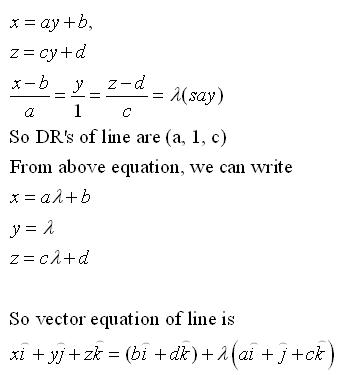 x = ay + b,
z = cy + d
(x − b)/a = y/1 = (z − d)/c = λ(say)
So DR's of line are (a, 1, c)
From above equation, we can write
x = aλ + b
y = λ
z = cλ + d
So vector equation of line is
xî + yĵ + zk̂ = (bî + dk̂) + λ(aî + ĵ + ck̂)